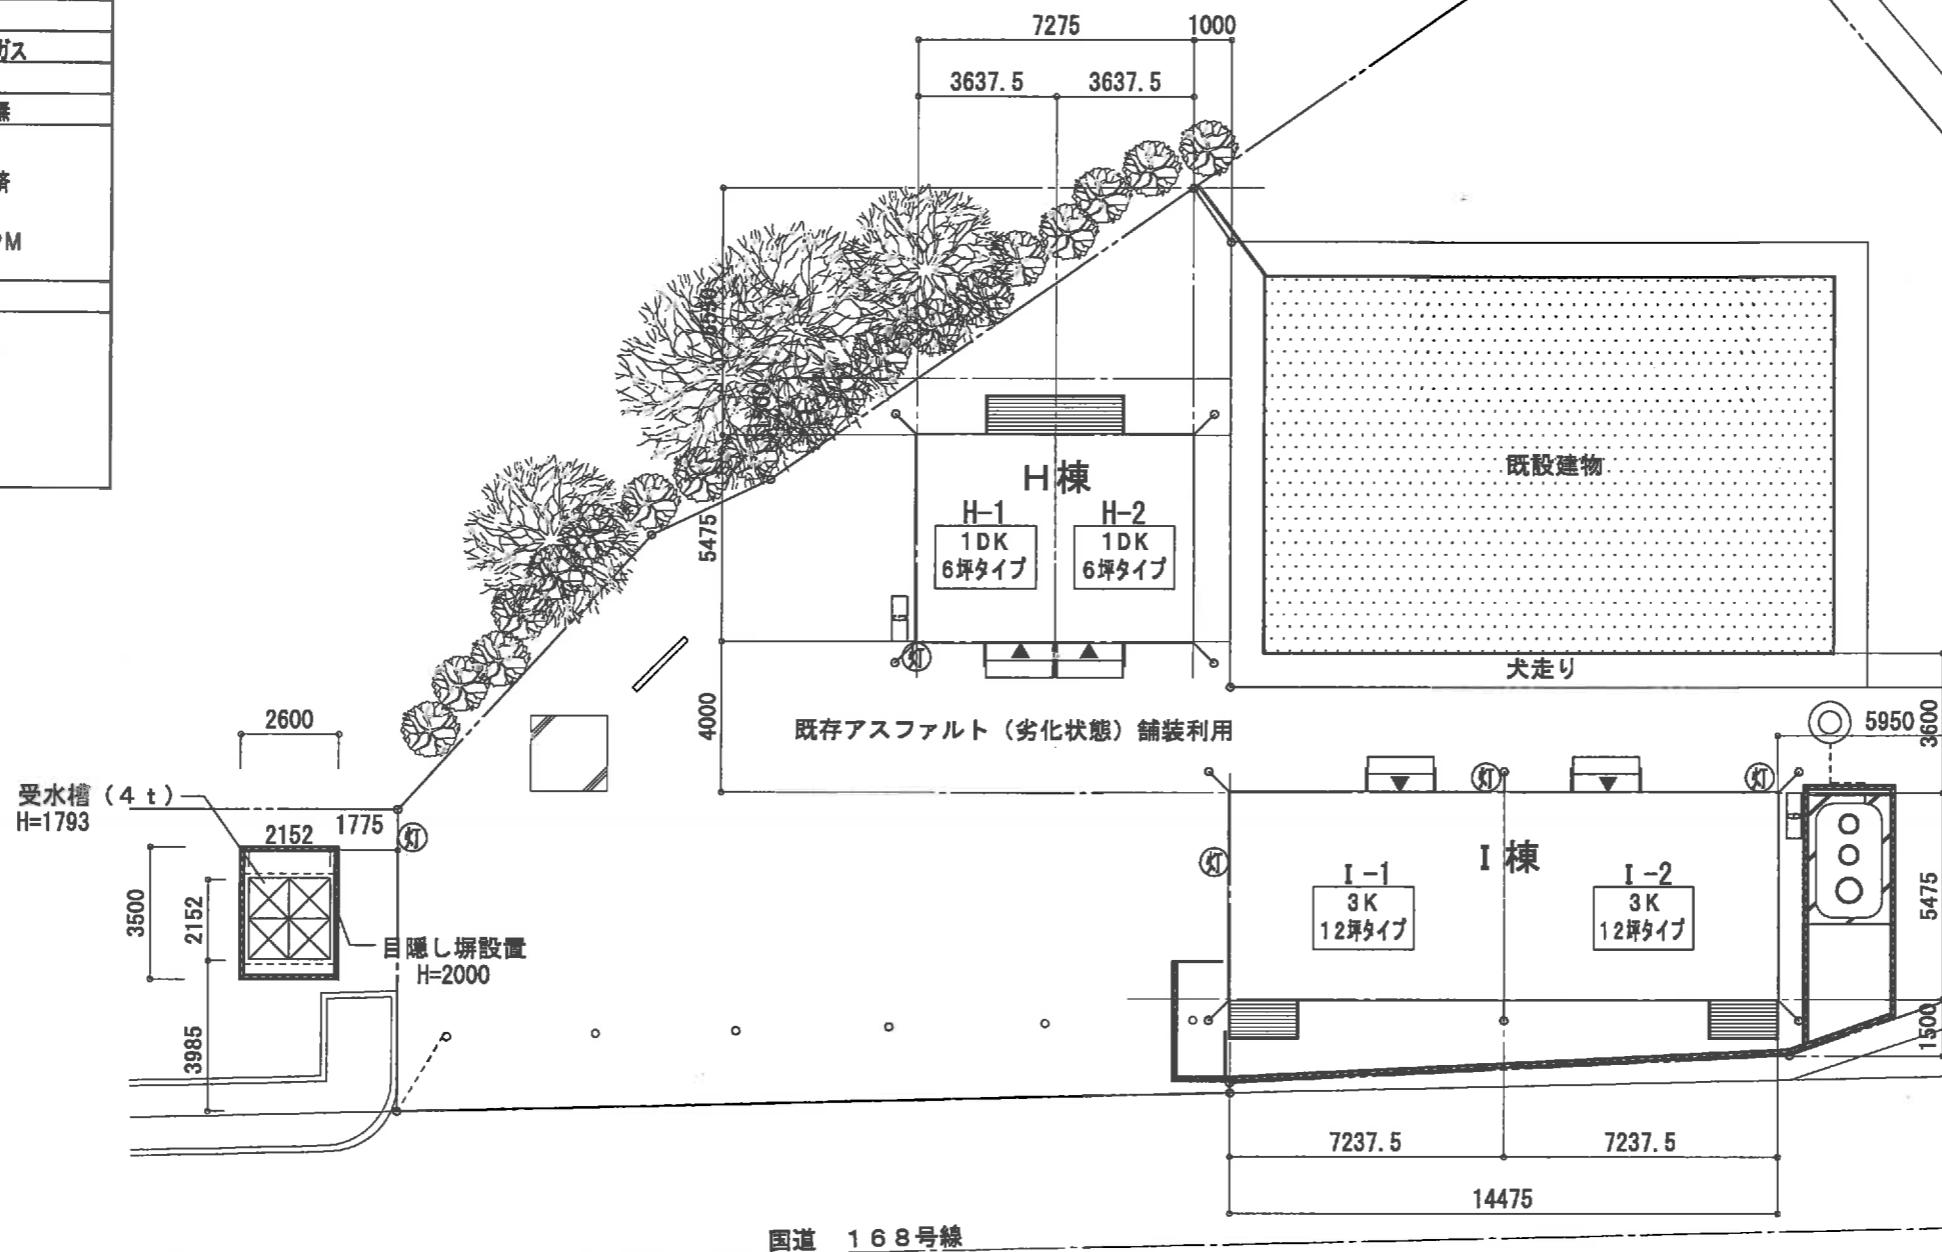 7275
1000
ガス
3637.5
3637.5
無
済
5475
H棟
H-1
1DK
6坪タイプ
H-2
1DK
6坪タイプ
既設建物
灯
犬走り
4000
既存アスファルト（劣化状態）舗装利用
5950
3600
2600
受水槽（４ｔ）
H=1793
2152
1775
灯
灯
灯
灯
3500
2152
目隠し塀設置
H=2000
3985
I棟
I-1
3K
12坪タイプ
I-2
3K
12坪タイプ
5475
1500
7237.5
7237.5
14475
国道　１６８号線